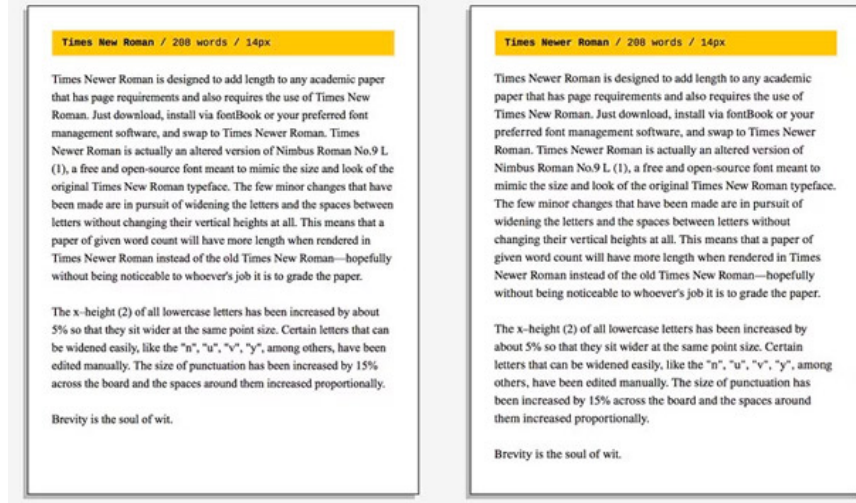 Times New Roman / 208 words / 14px
Times Newer Roman is designed to add length to any academic paper
that has page requirements and also requires the use of Times New
Roman. Just download, install via fontBook or your preferred font
management software, and swap to Times Newer Roman. Times
Newer Roman is actually an altered version of Nimbus Roman No.9 L
(1), a free and open-source font meant to mimic the size and look of the
original Times New Roman typeface. The few minor changes that have
been made are in pursuit of widening the letters and the spaces between
letters without changing their vertical heights at all. This means that a
paper of given word count will have more length when rendered in
Times Newer Roman instead of the old Times New Roman—hopefully
without being noticeable to whoever's job it is to grade the paper.
The x-height (2) of all lowercase letters has been increased by about
5% so that they sit wider at the same point size. Certain letters that can
be widened easily, like the "n", "u", "v", "y", among others, have been
edited manually. The size of punctuation has been increased by 15%
across the board and the spaces around them increased proportionally.
Brevity is the soul of wit.
Times Newer Roman / 208 words / 14px
Times Newer Roman is designed to add length to any academic
paper that has page requirements and also requires the use of
Times New Roman. Just download, install via fontBook or your
preferred font management software, and swap to Times Newer
Roman. Times Newer Roman is actually an altered version of
Nimbus Roman No.9 L (1), a free and open-source font meant to
mimic the size and look of the original Times New Roman typeface.
The few minor changes that have been made are in pursuit of
widening the letters and the spaces between letters without
changing their vertical heights at all. This means that a paper of
given word count will have more length when rendered in Times
Newer Roman instead of the old Times New Roman—hopefully
without being noticeable to whoever's job it is to grade the paper.
The x-height (2) of all lowercase letters has been increased by
about 5% so that they sit wider at the same point size. Certain
letters that can be widened easily, like the "n", "u", "v", "y", among
others, have been edited manually. The size of punctuation has
been increased by 15% across the board and the spaces around
them increased proportionally.
Brevity is the soul of wit.